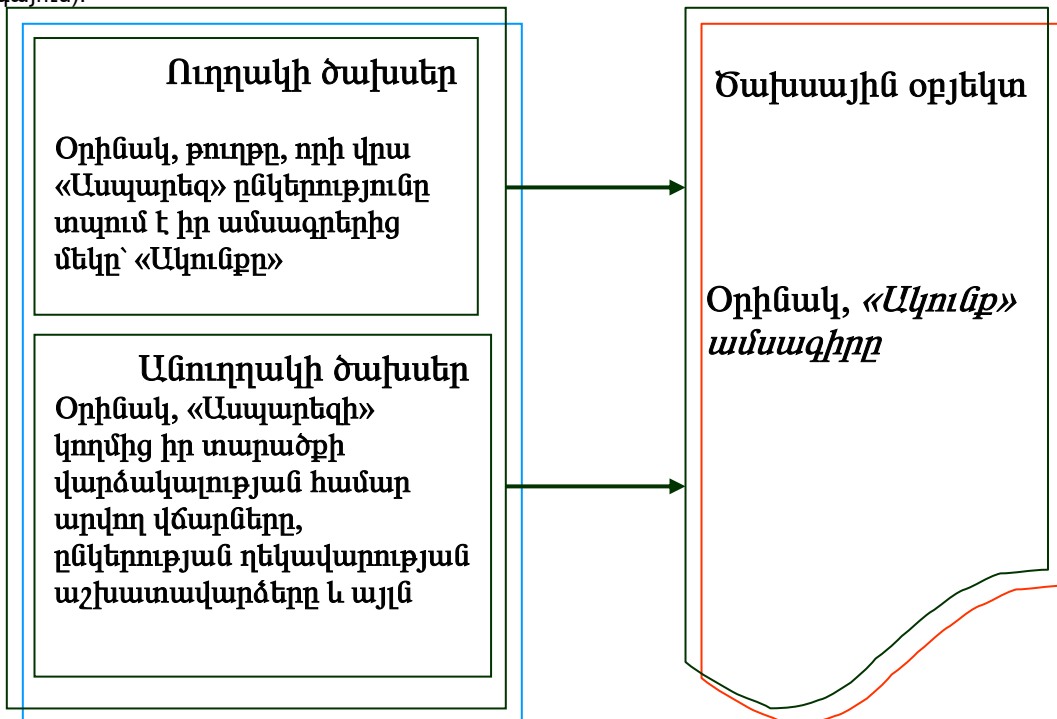 Ուղղակի ծախսեր
Օրինակ, թուղթը, որի վրա
«Ասպարեզ» ընկերությունը
տպում է իր ամսագրերից
մեկը՝ «Ակունքը»
Անուղղակի ծախսեր
Օրինակ, «Ասպարեզի»
կողմից իր տարածքի
վարձակալության համար
արվող վճարները,
ընկերության ղեկավարության
աշխատավարձերը և այլն
Ծախսային օբյեկտ
Օրինակ, «Ակունք»
ամսագիրը